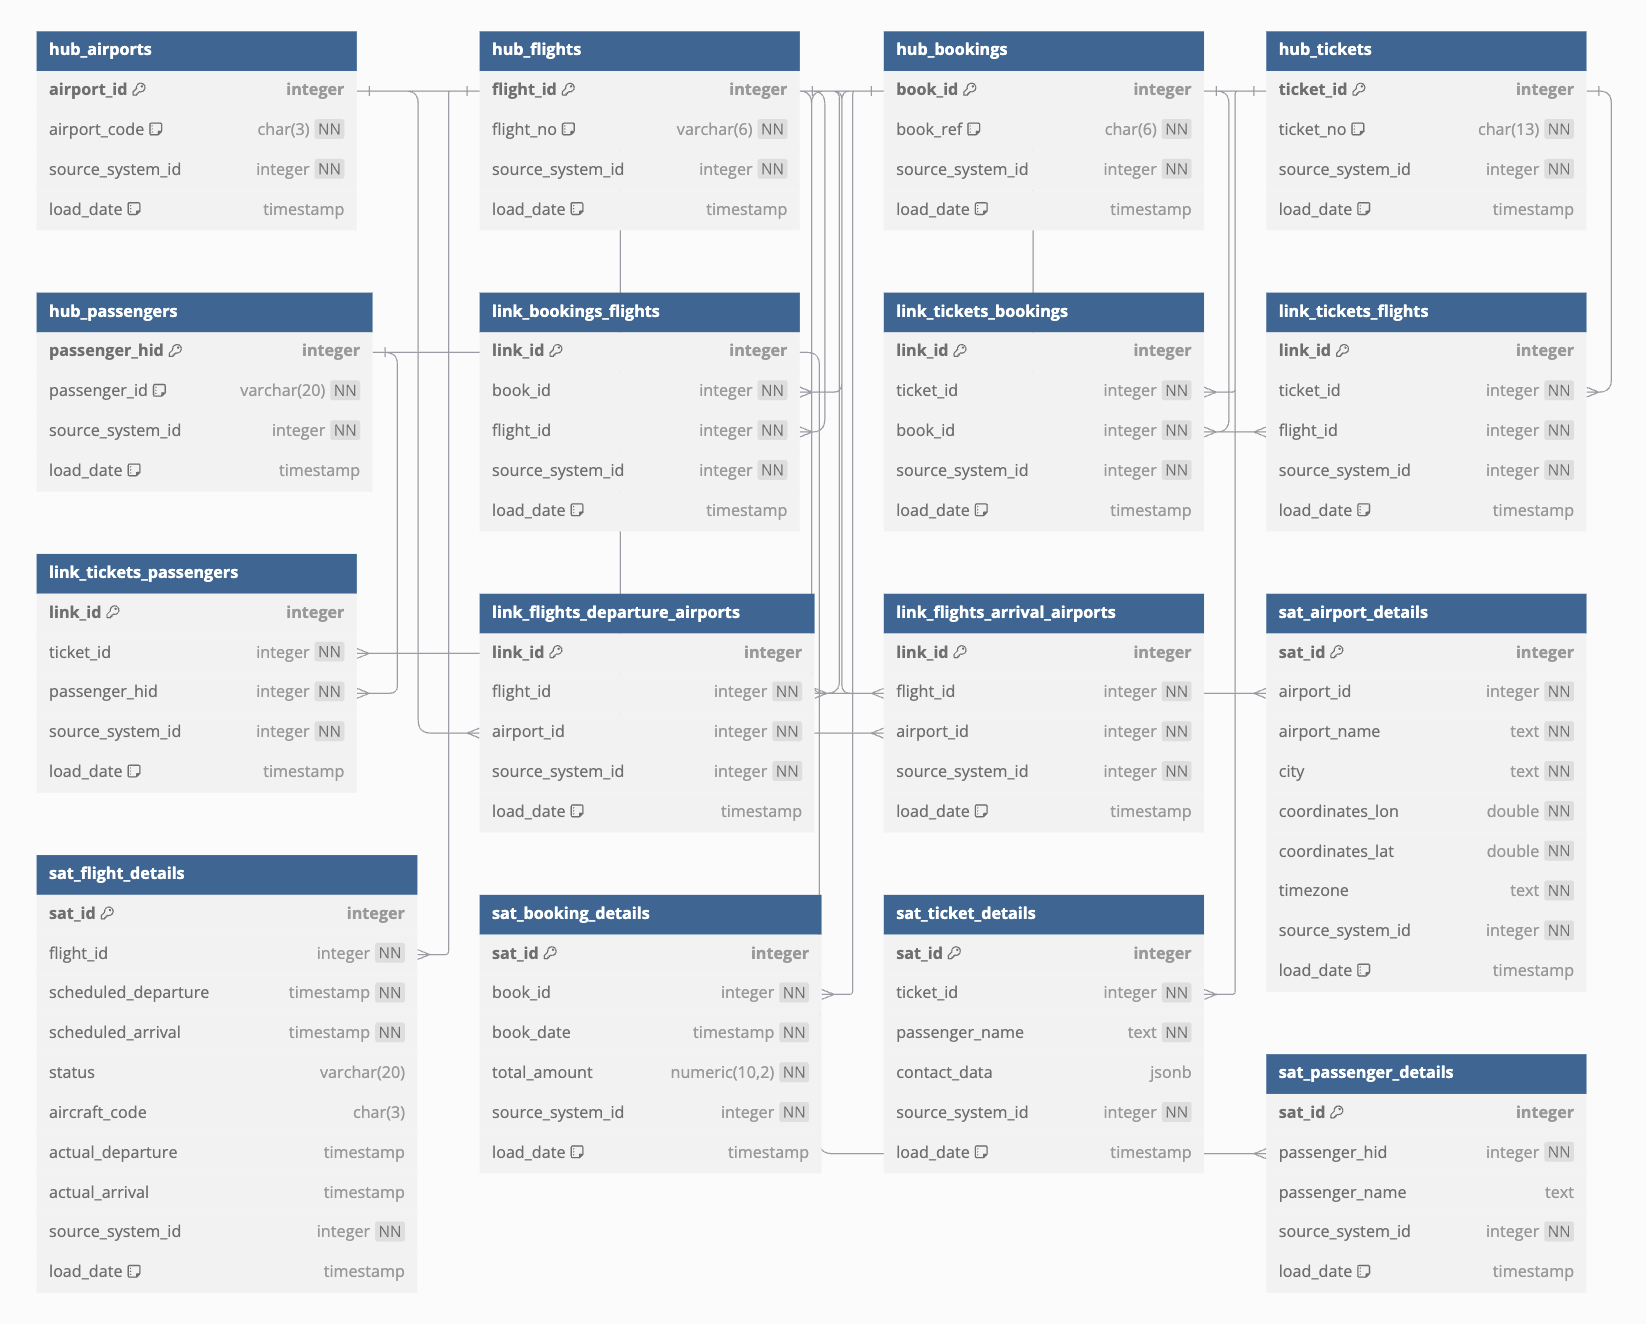 hub_airports
airport_id integer
airport_code char(3) NN
source_system_id integer NN
load_date timestamp
hub_flights
flight_id integer
flight_no varchar(6) NN
source_system_id integer NN
load_date timestamp
hub_bookings
book_id integer
book_ref char(6) NN
source_system_id integer NN
load_date timestamp
hub_tickets
ticket_id integer
ticket_no char(13) NN
source_system_id integer NN
load_date timestamp
hub_passengers
passenger_hid integer
passenger_id varchar(20) NN
source_system_id integer NN
load_date timestamp
link_bookings_flights
link_id integer
book_id integer NN
flight_id integer NN
source_system_id integer NN
load_date timestamp
link_tickets_bookings
link_id integer
ticket_id integer NN
book_id integer NN
source_system_id integer NN
load_date timestamp
link_tickets_flights
link_id integer
ticket_id integer NN
flight_id integer NN
source_system_id integer NN
load_date timestamp
link_tickets_passengers
link_id integer
ticket_id integer NN
passenger_hid integer NN
source_system_id integer NN
load_date timestamp
link_flights_departure_airports
link_id integer
flight_id integer NN
airport_id integer NN
source_system_id integer NN
load_date timestamp
link_flights_arrival_airports
link_id integer
flight_id integer NN
airport_id integer NN
source_system_id integer NN
load_date timestamp
sat_airport_details
sat_id integer
airport_id integer NN
airport_name text NN
city text NN
coordinates_lon double NN
coordinates_lat double NN
timezone text NN
source_system_id integer NN
load_date timestamp
sat_flight_details
sat_id integer
flight_id integer NN
scheduled_departure timestamp NN
scheduled_arrival timestamp NN
status varchar(20)
aircraft_code char(3)
actual_departure timestamp
actual_arrival timestamp
source_system_id integer NN
load_date timestamp
sat_booking_details
sat_id integer
book_id integer NN
book_date timestamp NN
total_amount numeric(10,2) NN
source_system_id integer NN
load_date timestamp
sat_ticket_details
sat_id integer
ticket_id integer NN
passenger_name text NN
contact_data jsonb
source_system_id integer NN
load_date timestamp
sat_passenger_details
sat_id integer
passenger_hid integer NN
passenger_name text
source_system_id integer NN
load_date timestamp